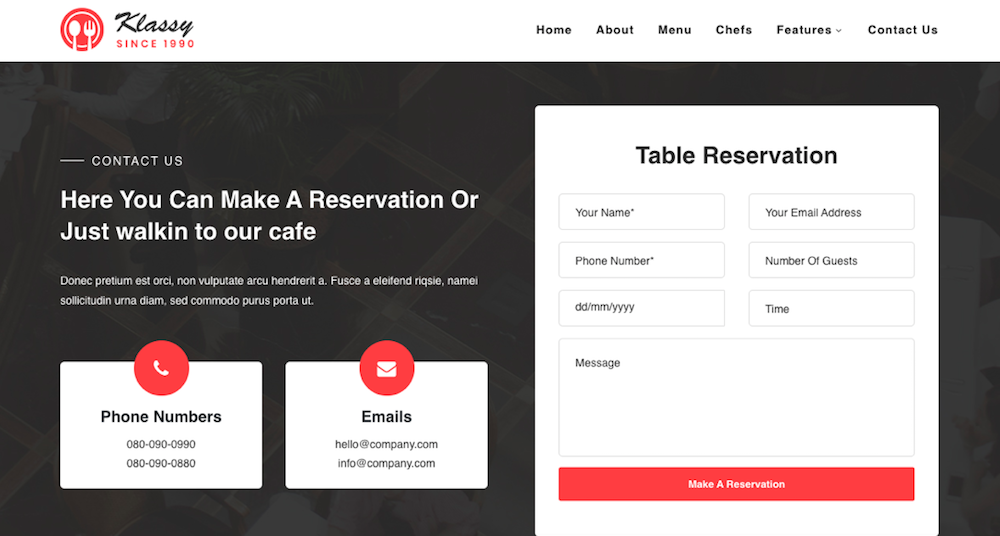 Klassy
SINCE 1990
Home About Menu Chefs Features Contact Us
CONTACT US
Here You Can Make A Reservation Or
Just walkin to our cafe
Donec pretium est orci, non vulputate arcu hendrerit a. Fusce a eleifend riqsie, namei
sollicitudin urna diam, sed commodo purus porta ut.
Phone Numbers
080-090-0990
080-090-0880
Emails
hello@company.com
info@company.com
Table Reservation
Your Name*
Your Email Address
Phone Number*
Number Of Guests
dd/mm/yyyy
Time
Message
Make A Reservation